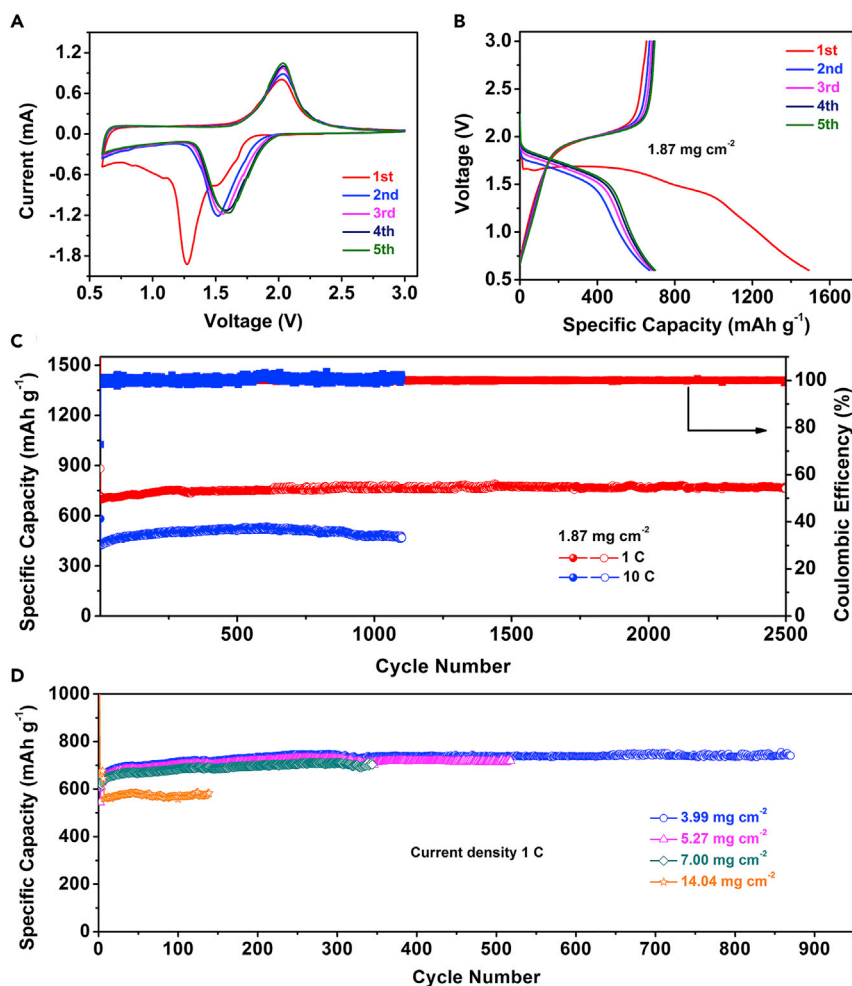 A
Current (mA)
1.2
0.6
0.0
-0.6
-1.2
-1.8
1st
2nd
3rd
4th
5th
0.6 1.0 1.5 2.0 2.5 3.0
Voltage (V)
B
Voltage (V)
3.0
2.5
2.0
1.5
1.0
0.5
1st
2nd
3rd
4th
5th
1.87 mg cm⁻²
0 400 800 1200 1600
Specific Capacity (mAh g⁻¹)
C
Specific Capacity (mAh g⁻¹)
1500
1350
1200
1050
900
750
600
450
300
150
0
1.87 mg cm⁻²
1 C
10 C
100
80
60
40
20
0
Coulombic Efficency (%)
500 1000 1500 2000 2500
Cycle Number
D
Specific Capacity (mAh g⁻¹)
1000
800
600
400
200
0
Current density 1 C
3.99 mg cm⁻²
5.27 mg cm⁻²
7.00 mg cm⁻²
14.04 mg cm⁻²
0 100 200 300 400 500 600 700 800 900
Cycle Number